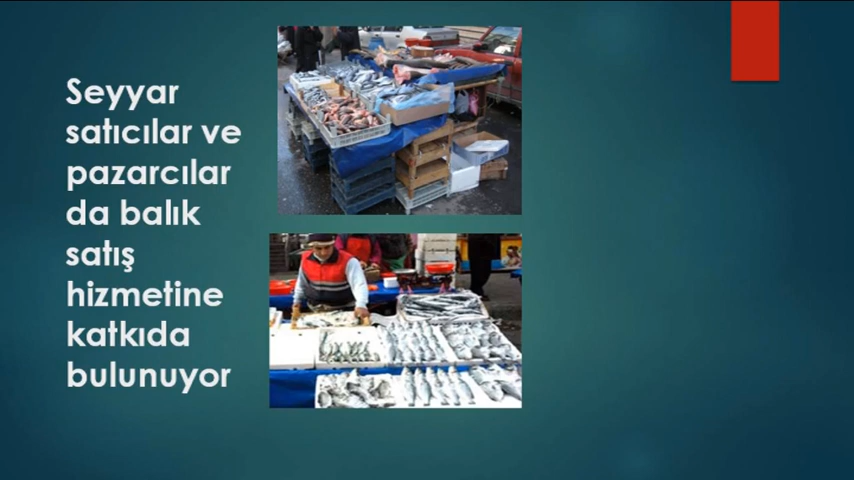 Seyyar
satıcılar ve
pazarcılar
da balık
satış
hizmetine
katkıda
bulunuyor